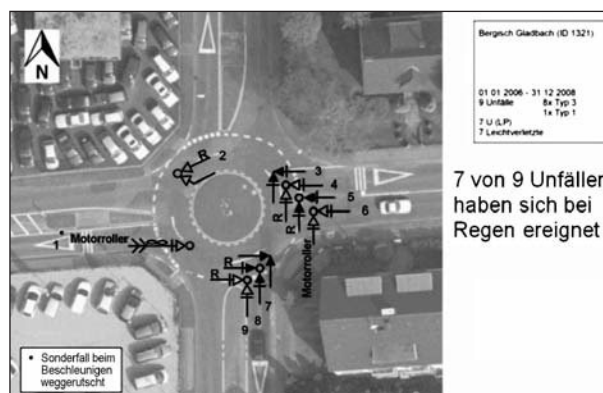 N
Bergisch Gladbach (ID 1321)
01 01 2006 - 31 12 2008
9 Unfälle 8x Typ 3
1x Typ 1
7 U (LP)
7 Leichtverletzte
7 von 9 Unfällen
haben sich bei
Regen ereignet
R 2
3
4
5
6
R
R
1 * Motorroller
Motorroller
R
R
7
8
9
* Sonderfall beim
Beschleunigen
weggerutscht